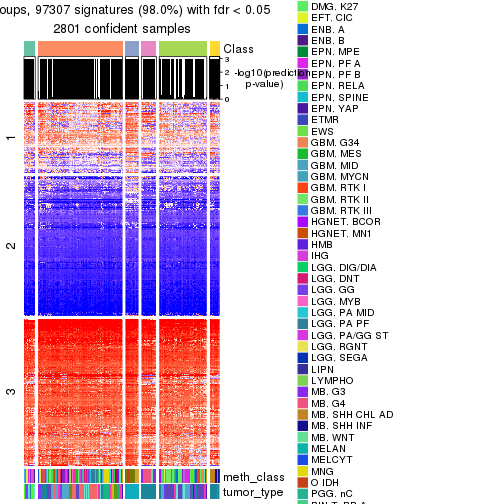 oups, 97307 signatures (98.0%) with fdr < 0.05
2801 confident samples
Class
3
2
1
0
-log10(prediction
p-value)
1
2
3
meth_class
tumor_type
DMG. K27
EFT. CIC
ENB. A
ENB. B
EPN. MPE
EPN. PF A
EPN. PF B
EPN. RELA
EPN. SPINE
EPN. YAP
ETMR
EWS
GBM. G34
GBM. MES
GBM. MID
GBM. MYCN
GBM. RTK I
GBM. RTK II
GBM. RTK III
HGNET. BCOR
HGNET. MN1
HMB
IHG
LGG. DIG/DIA
LGG. DNT
LGG. GG
LGG. MYB
LGG. PA MID
LGG. PA PF
LGG. PA/GG ST
LGG. RGNT
LGG. SEGA
LIPN
LYMPHO
MB. G3
MB. G4
MB. SHH CHL AD
MB. SHH INF
MB. WNT
MELAN
MELCYT
MNG
O IDH
PGG. nC